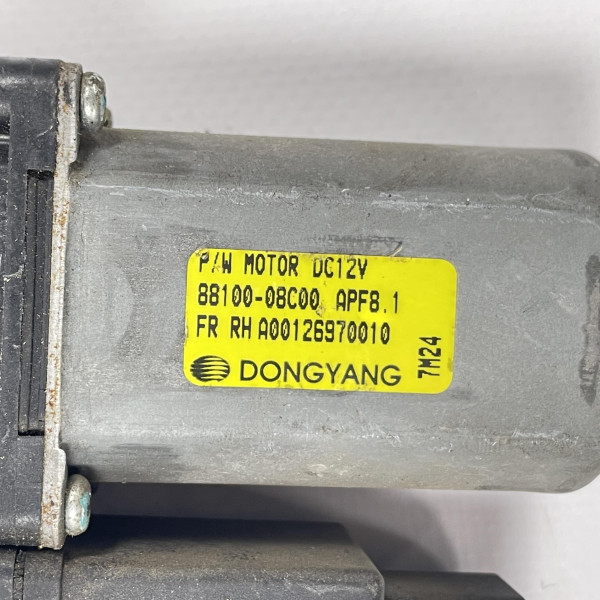 P/W MOTOR DC12V
88100-08C00 APF8.1
FR RH A00126970010
DONGYANG
7M24